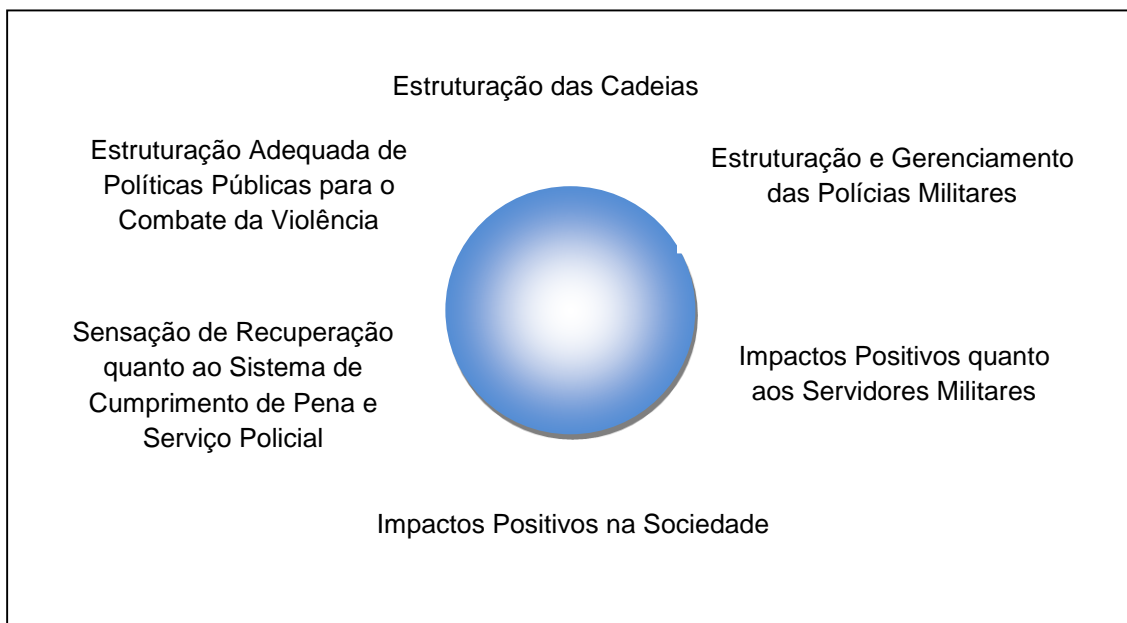 Estruturação das Cadeias
Estruturação Adequada de
Políticas Públicas para o
Combate da Violência
Estruturação e Gerenciamento
das Polícias Militares
Sensação de Recuperação
quanto ao Sistema de
Cumprimento de Pena e
Serviço Policial
Impactos Positivos quanto
aos Servidores Militares
Impactos Positivos na Sociedade